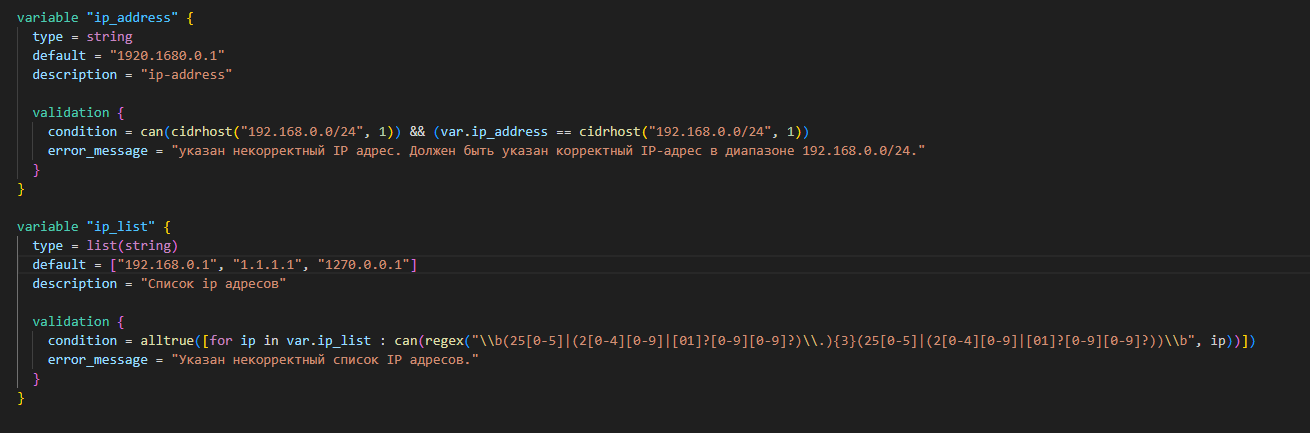 variable "ip_address" {
type = string
default = "1920.1680.0.1"
description = "ip-address"
validation {
condition = can(cidrhost("192.168.0.0/24", 1)) && (var.ip_address == cidrhost("192.168.0.0/24", 1))
error_message = "указан некорректный IP адрес. Должен быть указан корректный IP-адрес в диапазоне 192.168.0.0/24."
}
}
variable "ip_list" {
type = list(string)
default = ["192.168.0.1", "1.1.1.1", "1270.0.0.1"]
description = "Список ip адресов"
validation {
condition = alltrue([for ip in var.ip_list : can(regex("\\b(25[0-5]|(2[0-4][0-9]|[01]?[0-9][0-9]?)\\.){3}(25[0-5]|(2[0-4][0-9]|[01]?[0-9][0-9]?))\\b", ip))])
error_message = "Указан некорректный список IP адресов."
}
}